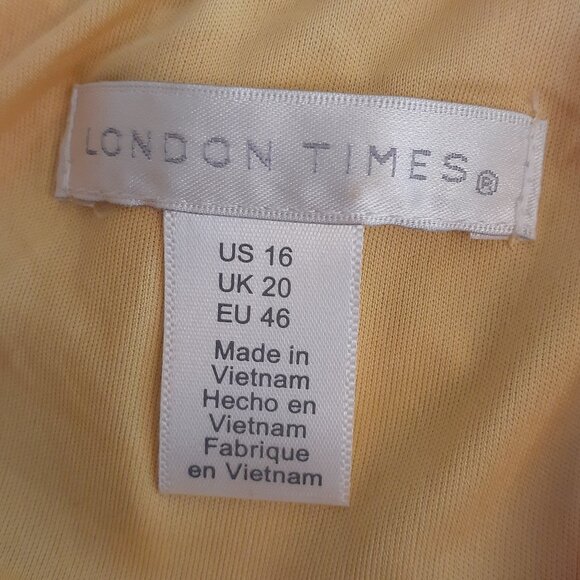 LONDON TIMES®
US 16
UK 20
EU 46
Made in
Vietnam
Hecho en
Vietnam
Fabrique
en Vietnam